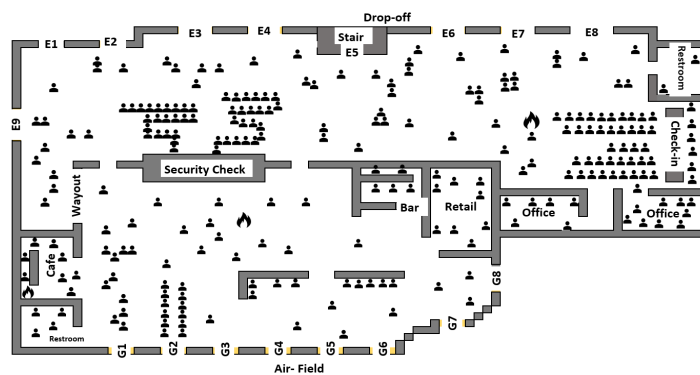 Drop-off
E3
E4
E6
E7
E8
Stair
E5
E1
E2
Restroom
E9
Check-in
Security Check
Wayout
Bar
Retail
Office
Office
Cafe
G8
Restroom
G1
G2
G3
G4
G5
G6
G7
Air- Field